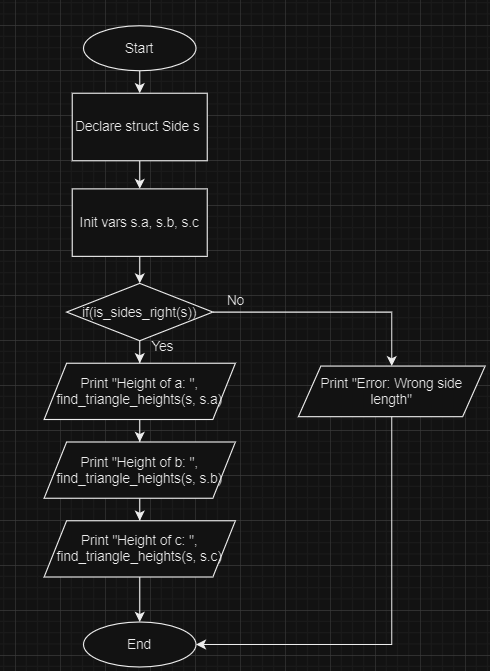 Start
Declare struct Side s
Init vars s.a, s.b, s.c
if(is_sides_right(s))
No
Yes
Print "Height of a: ",
find_triangle_heights(s, s.a)
Print "Error: Wrong side
length"
Print "Height of b: ",
find_triangle_heights(s, s.b)
Print "Height of c: ",
find_triangle_heights(s, s.c)
End